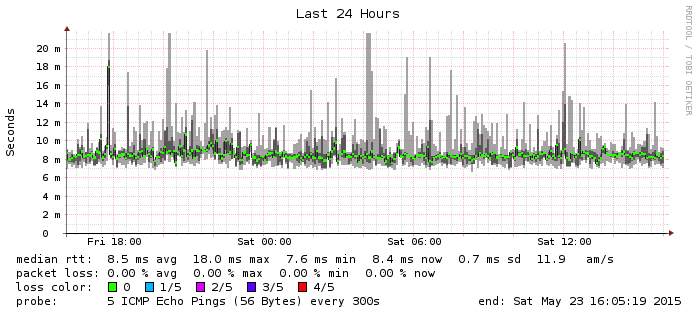 Last 24 Hours
RRDTOOL / TOBI OETIKER
Seconds
20 m
18 m
16 m
14 m
12 m
10 m
8 m
6 m
4 m
2 m
0
Fri 18:00 Sat 00:00 Sat 06:00 Sat 12:00
median rtt: 8.5 ms avg 18.0 ms max 7.6 ms min 8.4 ms now 0.7 ms sd 11.9 am/s
packet loss: 0.00 % avg 0.00 % max 0.00 % min 0.00 % now
loss color: 0 1/5 2/5 3/5 4/5
probe: 5 ICMP Echo Pings (56 Bytes) every 300s end: Sat May 23 16:05:19 2015